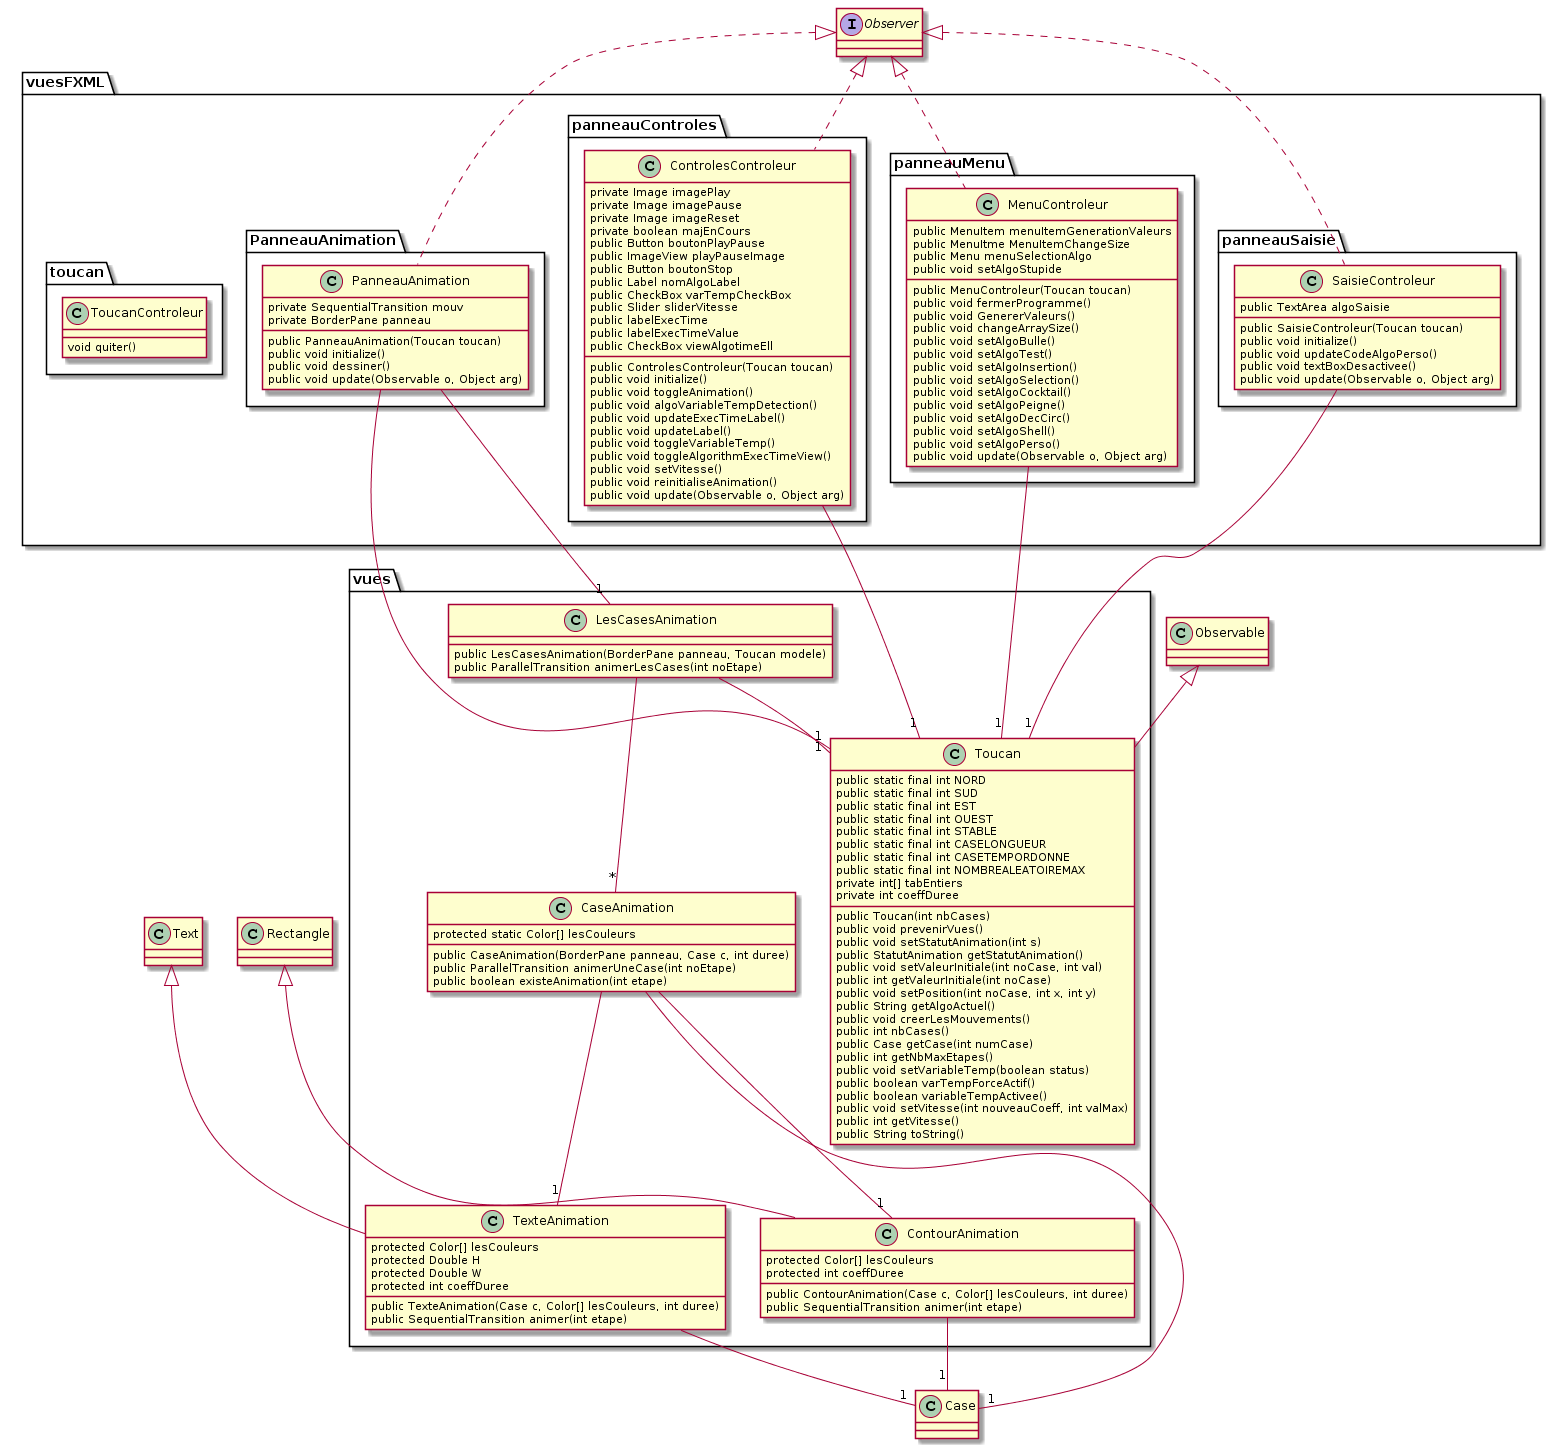 I Observer
vuesFXML
panneauControles
C ControlesControleur
private Image imagePlay
private Image imagePause
private Image imageReset
private boolean majEnCours
public Button boutonPlayPause
public ImageView playPauseImage
public Button boutonStop
public Label nomAlgoLabel
public CheckBox varTempCheckBox
public Slider sliderVitesse
public labelExecTime
public labelExecTimeValue
public CheckBox viewAlgotimeEll
public ControlesControleur(Toucan toucan)
public void initialize()
public void toggleAnimation()
public void algoVariableTempDetection()
public void updateExecTimeLabel()
public void updateLabel()
public void toggleVariableTemp()
public void toggleAlgorithmExecTimeView()
public void setVitesse()
public void reinitialiseAnimation()
public void update(Observable o, Object arg)
panneauMenu
C MenuControleur
public MenuItem menuItemGenerationValeurs
public MenuItme MenuItemChangeSize
public Menu menuSelectionAlgo
public void setAlgoStupide
public MenuControleur(Toucan toucan)
public void fermerProgramme()
public void GenererValeurs()
public void changeArraySize()
public void setAlgoBulle()
public void setAlgoTest()
public void setAlgoInsertion()
public void setAlgoSelection()
public void setAlgoCocktail()
public void setAlgoPeigne()
public void setAlgoDecCirc()
public void setAlgoShell()
public void setAlgoPerso()
public void update(Observable o, Object arg)
PanneauAnimation
C PanneauAnimation
private SequentialTransition mouv
private BorderPane panneau
public PanneauAnimation(Toucan toucan)
public void initialize()
public void dessiner()
public void update(Observable o, Object arg)
panneauSaisie
C SaisieControleur
public TextArea algoSaisie
public SaisieControleur(Toucan toucan)
public void initialize()
public void updateCodeAlgoPerso()
public void textBoxDesactivee()
public void update(Observable o, Object arg)
toucan
C ToucanControleur
void quiter()
vues
1
C LesCasesAnimation
public LesCasesAnimation(BorderPane panneau, Toucan modele)
public ParallelTransition animerLesCases(int noEtape)
C Observable
1
1
1
1
1
C Toucan
public static final int NORD
public static final int SUD
public static final int EST
public static final int OUEST
public static final int STABLE
public static final int CASELONGUEUR
public static final int CASETEMPORDONNE
public static final int NOMBREALEATOIREMAX
private int[] tabEntiers
private int coeffDuree
public Toucan(int nbCases)
public void prevenirVues()
public void setStatutAnimation(int s)
public StatutAnimation getStatutAnimation()
public void setValeurInitiale(int noCase, int val)
public int getValeurInitiale(int noCase)
public void setPosition(int noCase, int x, int y)
public String getAlgoActuel()
public void creerLesMouvements()
public int nbCases()
public Case getCase(int numCase)
public int getNbMaxEtapes()
public void setVariableTemp(boolean status)
public boolean varTempForceActif()
public boolean variableTempActivee()
public void setVitesse(int nouveauCoeff, int valMax)
public int getVitesse()
public String toString()
*
C CaseAnimation
protected static Color[] lesCouleurs
public CaseAnimation(BorderPane panneau, Case c, int duree)
public ParallelTransition animerUneCase(int noEtape)
public boolean existeAnimation(int etape)
C Text
C Rectangle
1
C TexteAnimation
protected Color[] lesCouleurs
protected Double H
protected Double W
protected int coeffDuree
public TexteAnimation(Case c, Color[] lesCouleurs, int duree)
public SequentialTransition animer(int etape)
1
C ContourAnimation
protected Color[] lesCouleurs
protected int coeffDuree
public ContourAnimation(Case c, Color[] lesCouleurs, int duree)
public SequentialTransition animer(int etape)
1
1
1
C Case